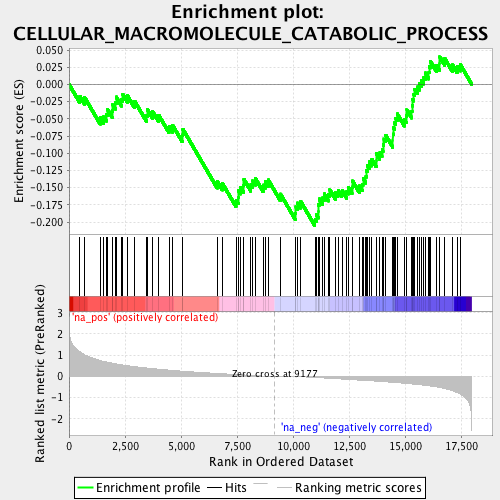 Enrichment plot:
CELLULAR_MACROMOLECULE_CATABOLIC_PROCESS
Enrichment score (ES)
0.050
0.025
0.000
-0.025
-0.050
-0.075
-0.100
-0.125
-0.150
-0.175
-0.200
'na_pos' (positively correlated)
Ranked list metric (PreRanked)
3
2
1
0
-1
-2
Zero cross at 9177
'na_neg' (negatively correlated)
0
2,500
5,000
7,500
10,000
12,500
15,000
17,500
Rank in Ordered Dataset
Enrichment profile
Hits
Ranking metric scores